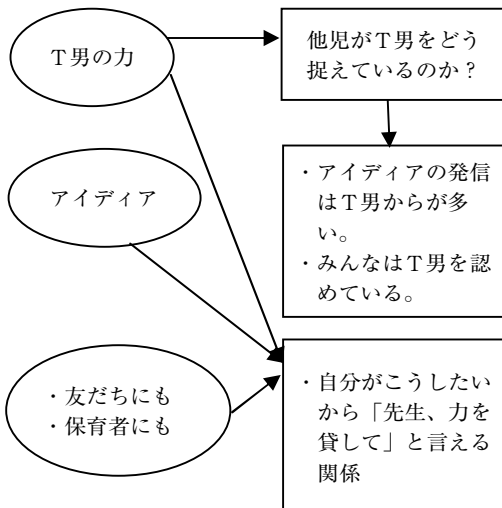 T男の力
他児がT男をどう
捉えているのか？
アイディア
・アイディアの発信
はT男からが多
い。
・みんなはT男を認
めている。
・友だちにも
・保育者にも
・自分がこうしたい
から「先生、力を
貸して」と言える
関係